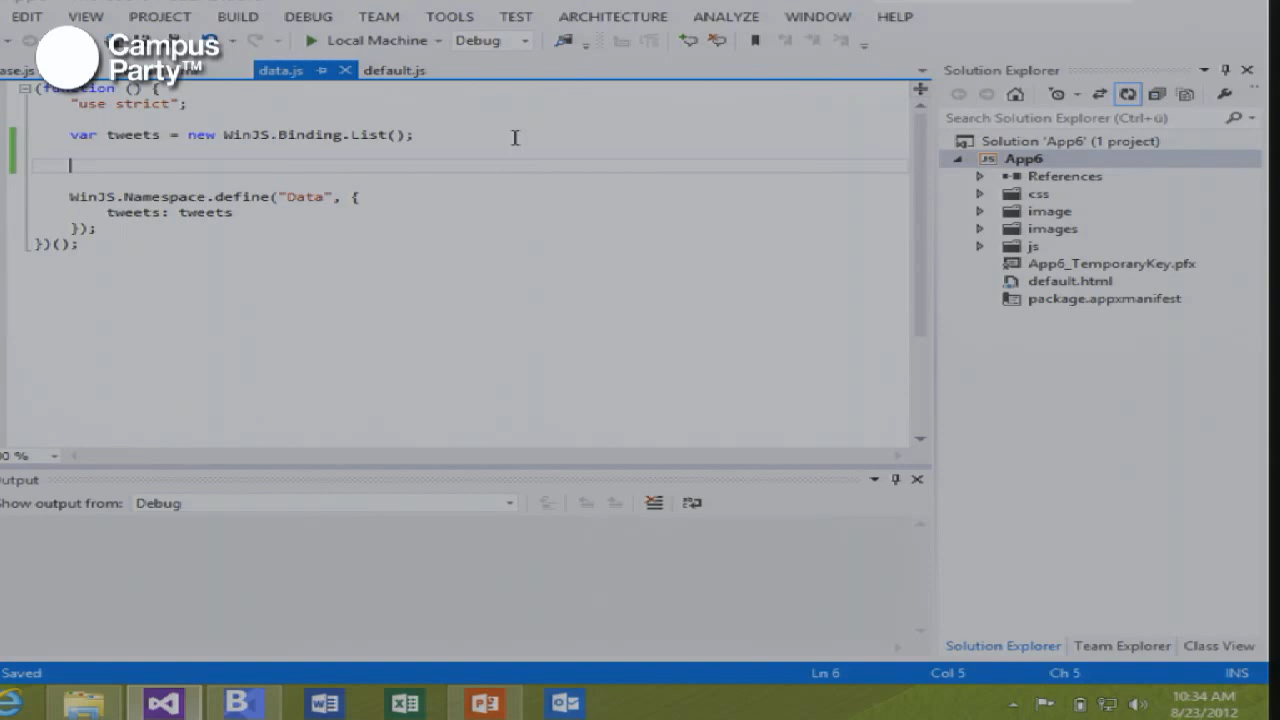 EDIT VIEW PROJECT BUILD DEBUG TEAM TOOLS TEST ARCHITECTURE ANALYZE WINDOW HELP
Local Machine Debug
Campus
Party™
data.js default.js
Solution Explorer
(function () {
"use strict";
var tweets = new WinJS.Binding.List();
WinJS.Namespace.define("Data", {
tweets: tweets
});
})();
Search Solution Explorer (Ctrl+ü)
Solution 'App6' (1 project)
JS App6
References
css
image
images
js
App6_TemporaryKey.pfx
default.html
package.appxmanifest
Show output from: Debug
Solution Explorer Team Explorer Class View
Saved Ln 6 Col 5 Ch 5 INS
10:34 AM
8/23/2012